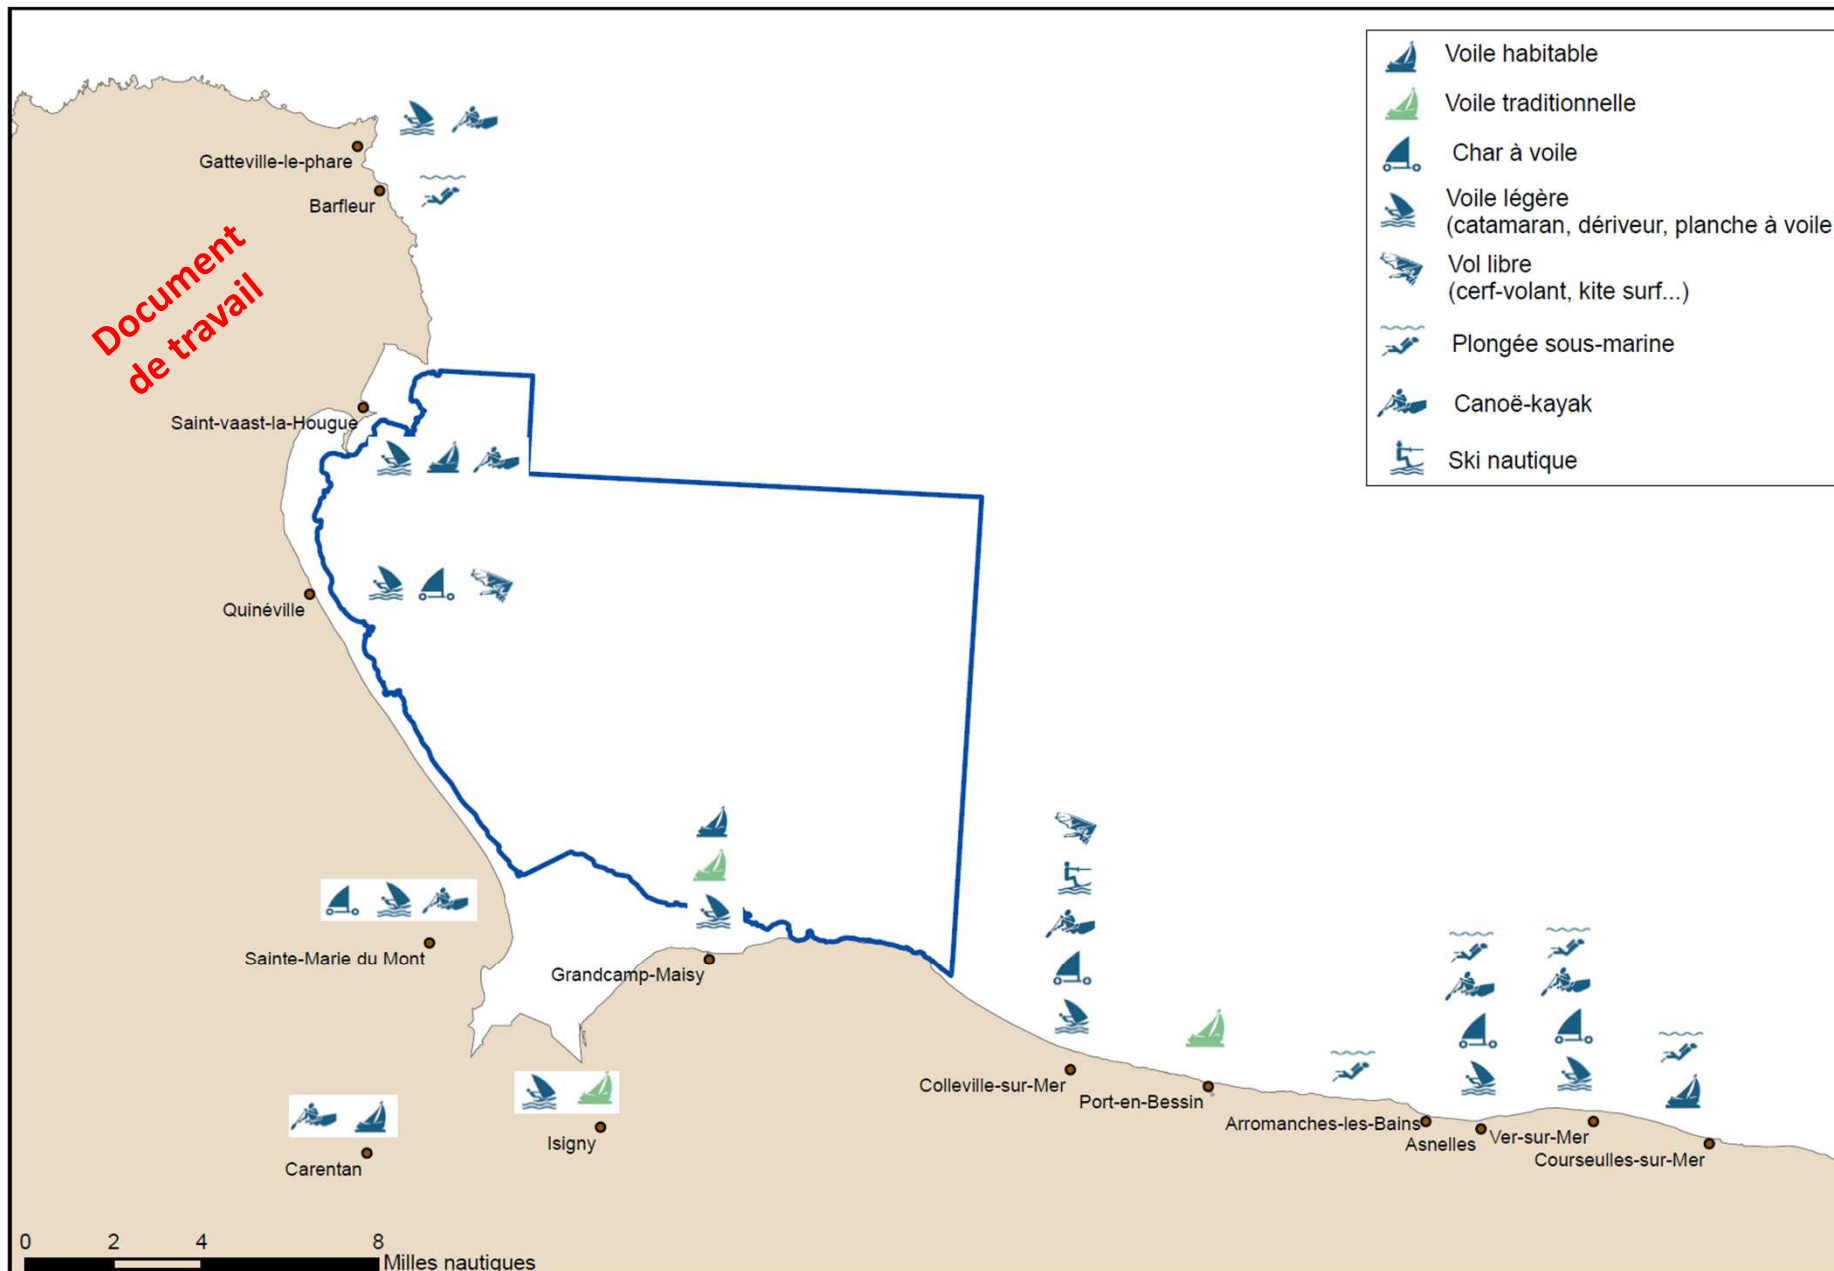 Voile habitable
Voile traditionnelle
Char à voile
Voile légère
(catamaran, dériveur, planche à voile
Vol libre
(cerf-volant, kite surf...)
Plongée sous-marine
Canoë-kayak
Ski nautique
Gatteville-le-phare
Barfleur
Document
de travail
Saint-vaast-la-Hougue
Quinéville
Sainte-Marie du Mont
Grandcamp-Maisy
Carentan
Isigny
Colleville-sur-Mer
Port-en-Bessin
Arromanches-les-Bains
Asnelles
Ver-sur-Mer
Courseulles-sur-Mer
0 2 4 8
Milles nautiques